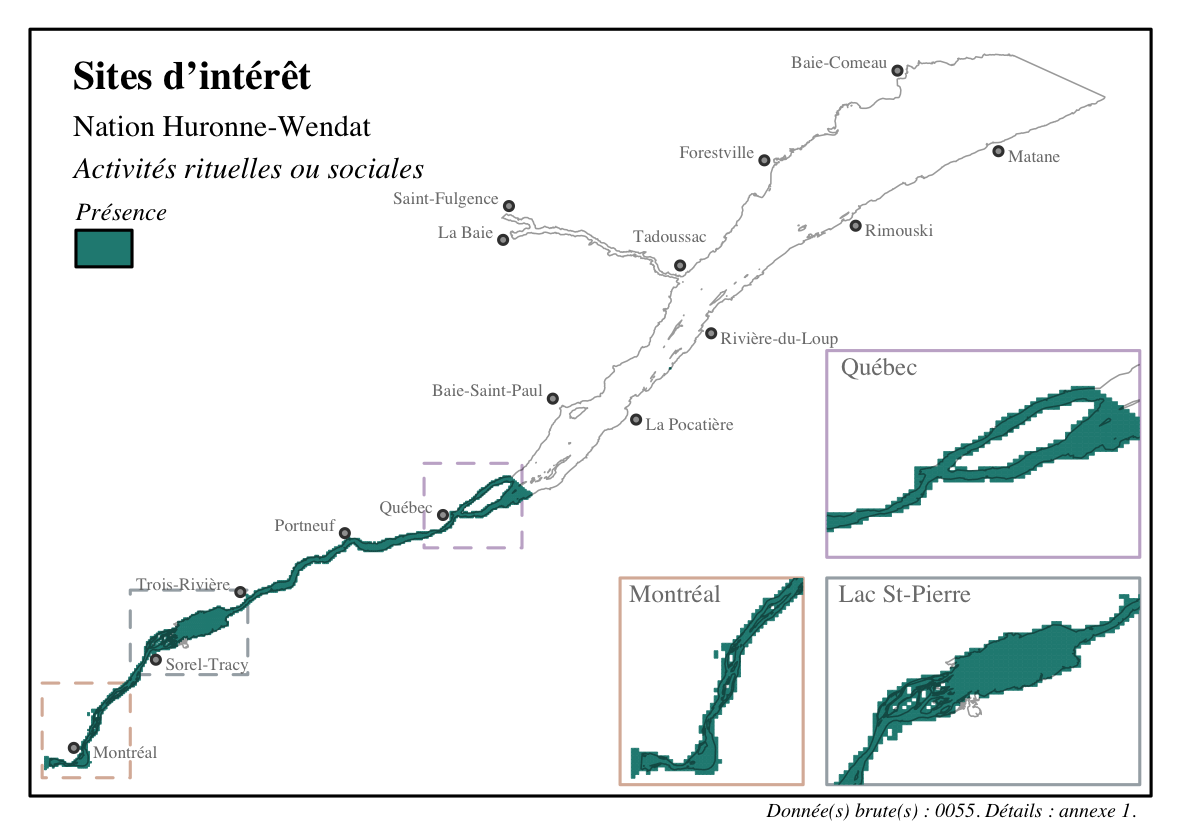 Sites d’intérêt
Nation Huronne-Wendat
Activités rituelles ou sociales
Présence
Baie-Comeau
Forestville
Matane
Saint-Fulgence
La Baie
Tadoussac
Rimouski
Rivière-du-Loup
Baie-Saint-Paul
La Pocatière
Québec
Portneuf
Trois-Rivière
Sorel-Tracy
Montréal
Québec
Montréal
Lac St-Pierre
Donnée(s) brute(s) : 0055. Détails : annexe 1.